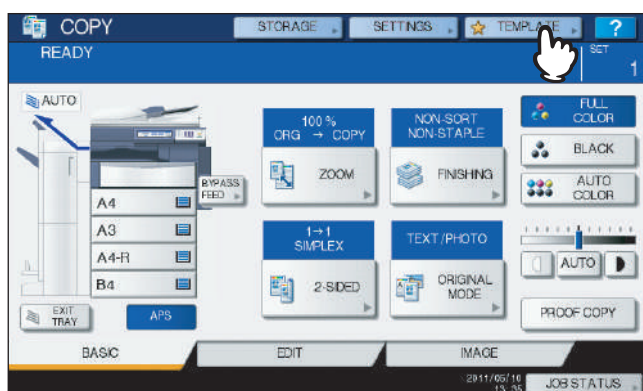 COPY
STORAGE
SETTINGS
TEMPLATE
?
READY
SET
1
AUTO
100 %
ORG → COPY
ZOOM
NON-SORT
NON-STAPLE
FINISHING
FULL
COLOR
BLACK
AUTO
COLOR
BYPASS
FEED
A4
A3
A4-R
B4
1→1
SIMPLEX
2-SIDED
TEXT/PHOTO
ORIGINAL
MODE
AUTO
EXIT
TRAY
APS
PROOF COPY
BASIC
EDIT
IMAGE
2011/05/10
JOB STATUS